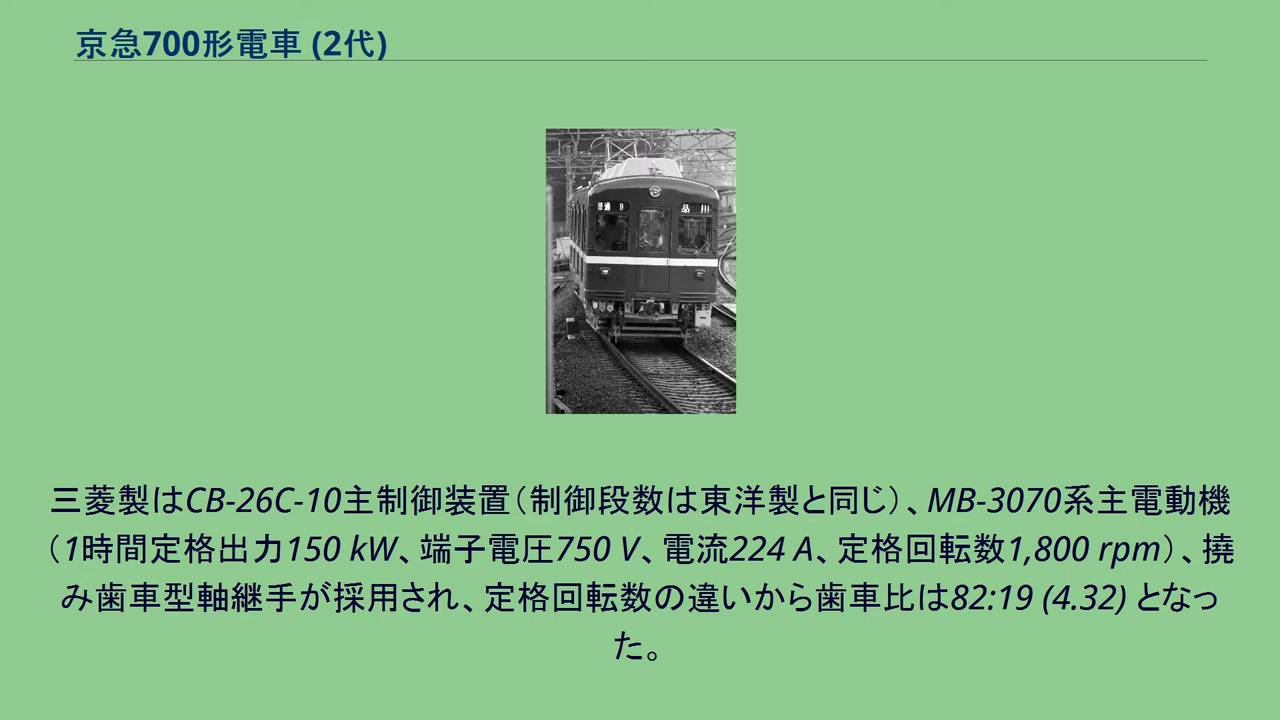 京急700形電車 (2代)
普通 9
品川
三菱製はCB-26C-10主制御装置（制御段数は東洋製と同じ）、MB-3070系主電動機
（1時間定格出力150 kW、端子電圧750 V、電流224 A、定格回転数1,800 rpm）、撓
み歯車型軸継手が採用され、定格回転数の違いから歯車比は82:19 (4.32) となっ
た。